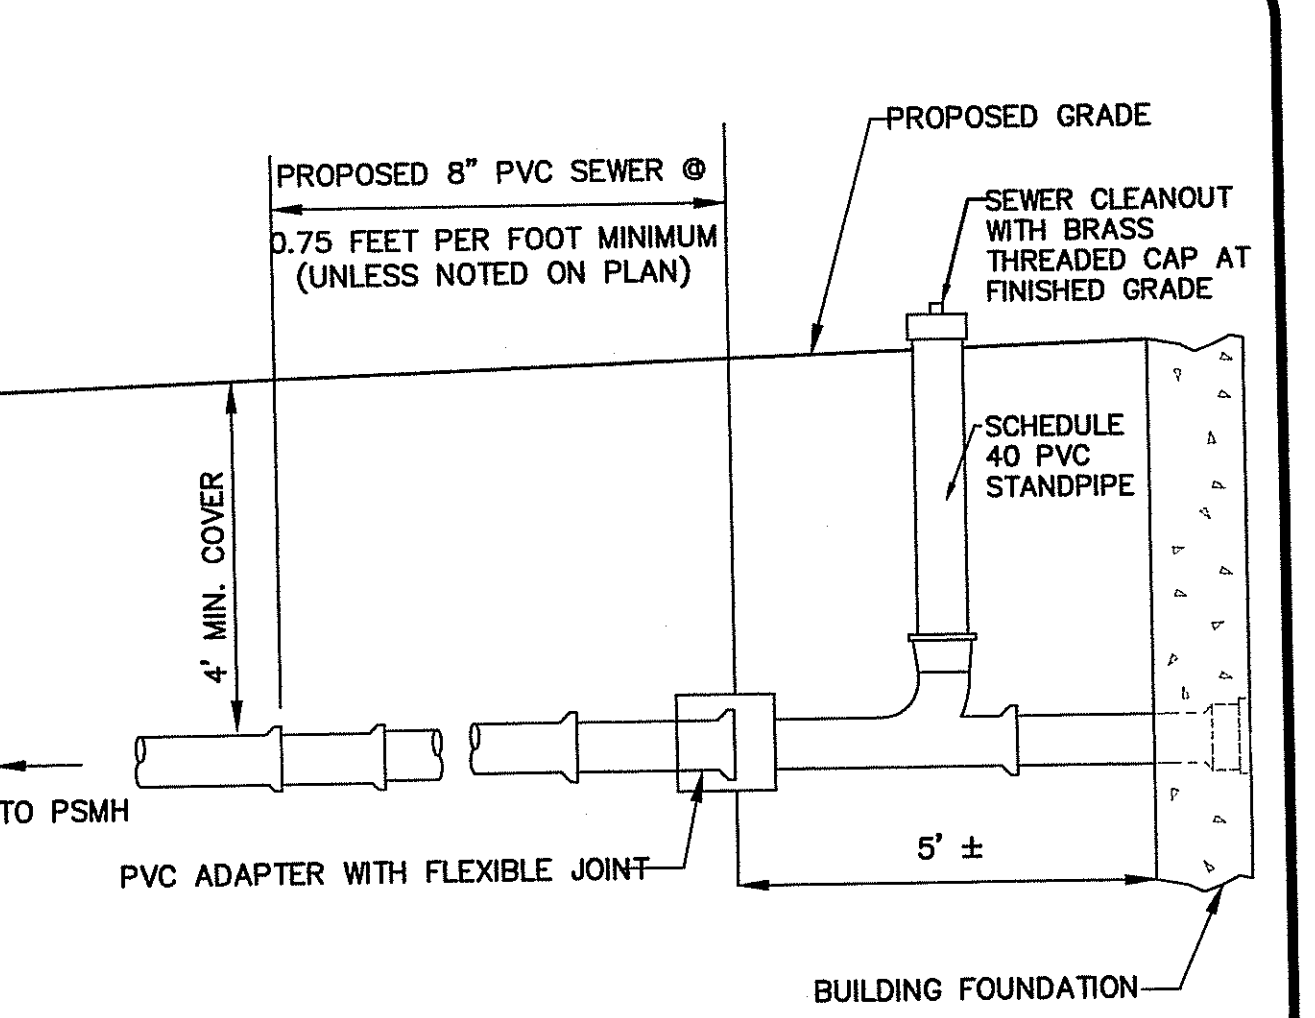 PROPOSED GRADE
PROPOSED 8" PVC SEWER @
0.75 FEET PER FOOT MINIMUM
(UNLESS NOTED ON PLAN)
SEWER CLEANOUT
WITH BRASS
THREADED CAP AT
FINISHED GRADE
SCHEDULE
40 PVC
STANDPIPE
4' MIN. COVER
TO PSMH
PVC ADAPTER WITH FLEXIBLE JOINT
5' ±
BUILDING FOUNDATION